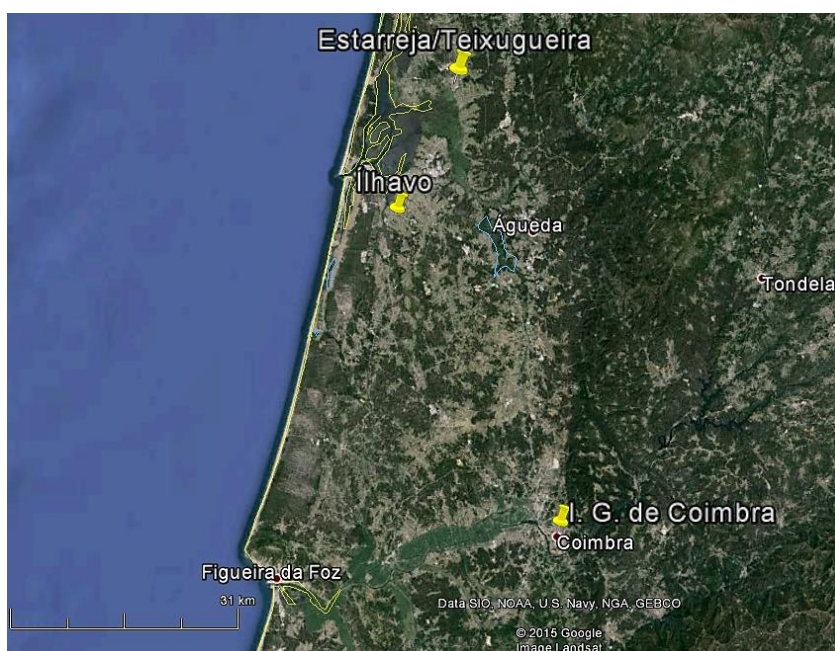 Estarreja/Teixugueira
Ílhavo
Águeda
Tondela
I. G. de Coimbra
Coimbra
Figueira da Foz
31 km
Data SIO, NOAA, U.S. Navy, NGA, GEBCO
© 2015 Google
Image Landsat